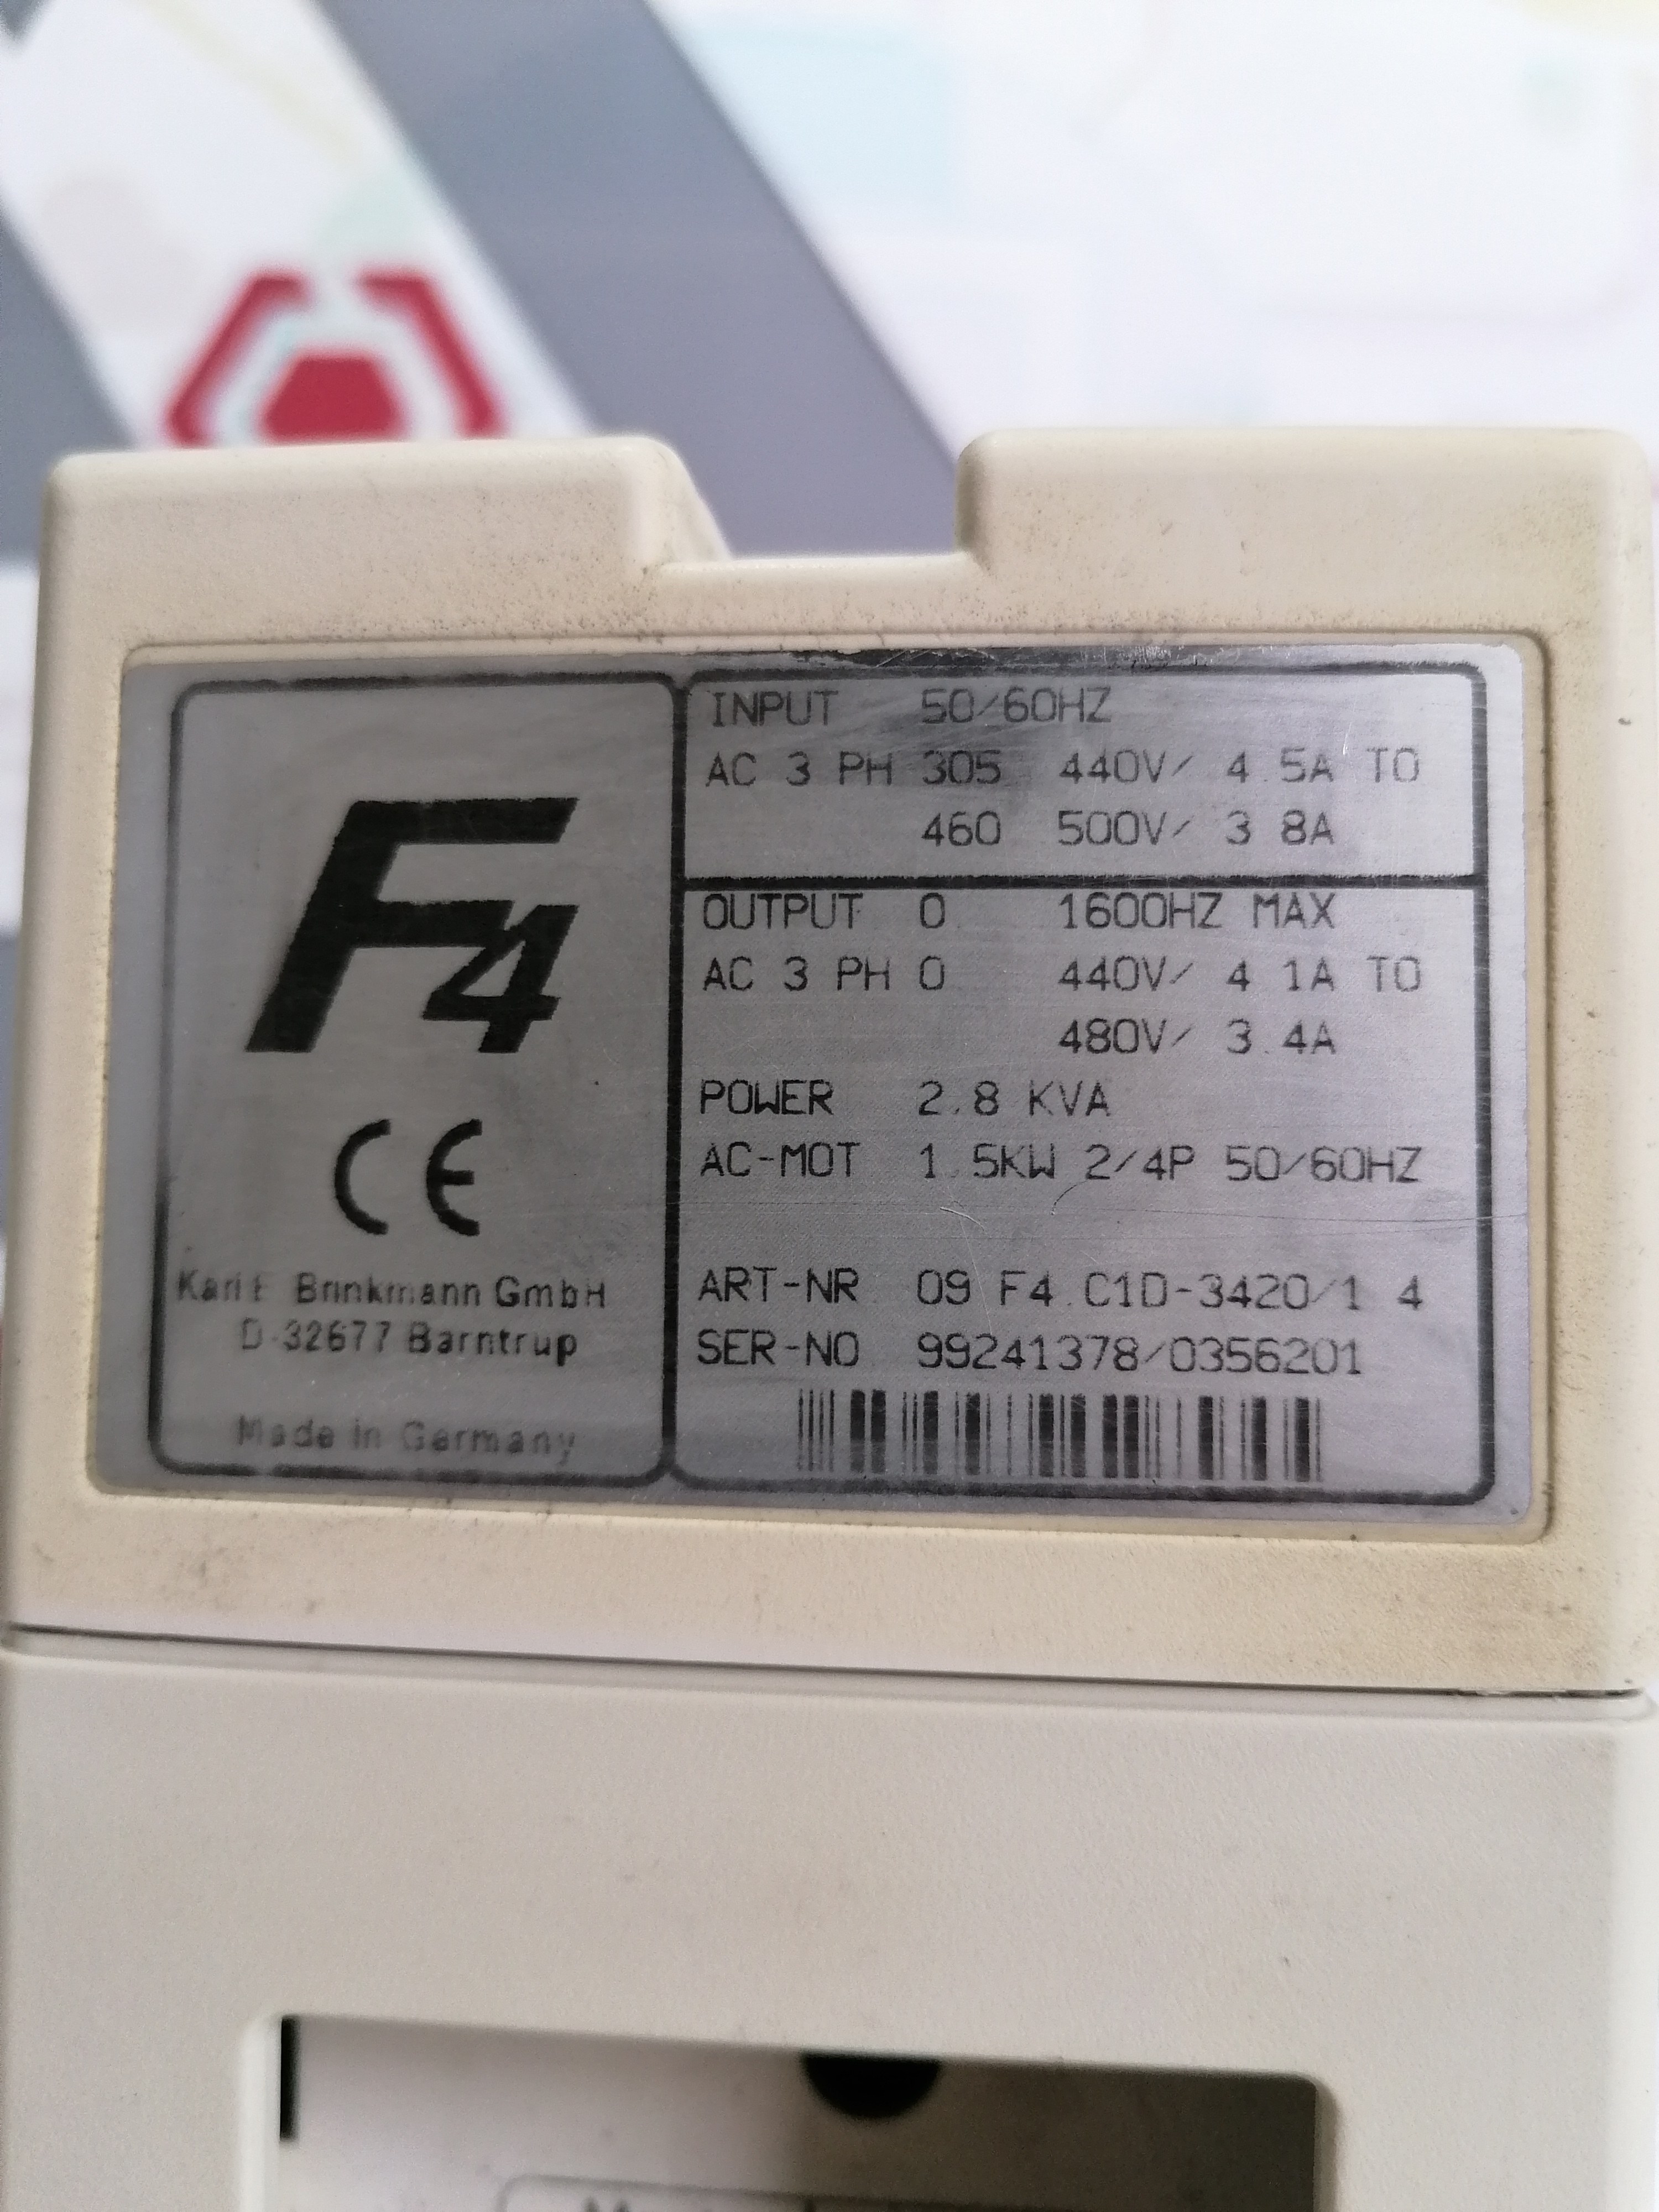 F4
CE
Karl E. Brinkmann GmbH
D-32677 Barntrup
Made in Germany
INPUT 50/60HZ
AC 3 PH 305 440V/ 4.5A TO
460 500V/ 3.8A
OUTPUT 0 1600HZ MAX
AC 3 PH 0 440V/ 4.1A TO
480V/ 3.4A
POWER 2.8 KVA
AC-MOT 1.5KW 2/4P 50/60HZ
ART-NR 09.F4.C1D-3420/1.4
SER-NO 99241378/0356201